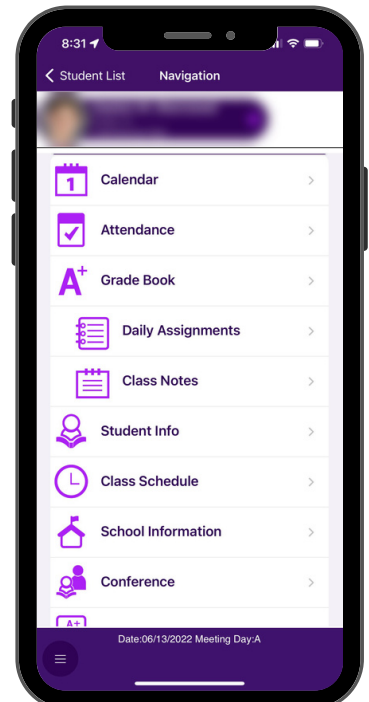 8:31
Student List Navigation
1 Calendar
Attendance
A+ Grade Book
Daily Assignments
Class Notes
Student Info
Class Schedule
School Information
Conference
A+
Date:06/13/2022 Meeting Day:A